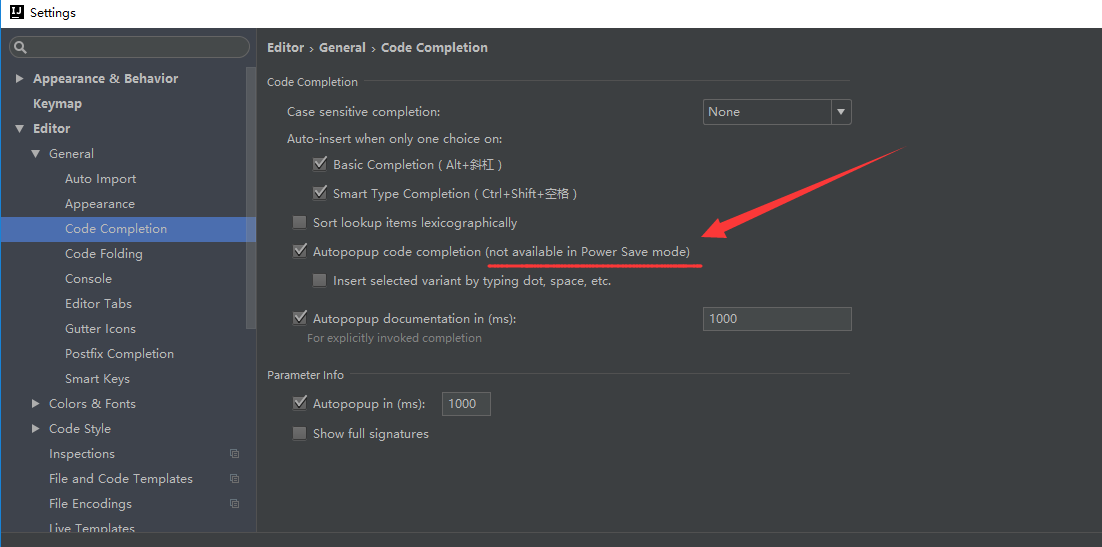 Settings
Appearance & Behavior
Keymap
Editor
General
Auto Import
Appearance
Code Completion
Code Folding
Console
Editor Tabs
Gutter Icons
Postfix Completion
Smart Keys
Colors & Fonts
Code Style
Inspections
File and Code Templates
File Encodings
Live Templates
Editor › General › Code Completion
Code Completion
Case sensitive completion: None
Auto-insert when only one choice on:
Basic Completion ( Alt+斜杠 )
Smart Type Completion ( Ctrl+Shift+空格 )
Sort lookup items lexicographically
Autopopup code completion (not available in Power Save mode)
Insert selected variant by typing dot, space, etc.
Autopopup documentation in (ms): 1000
For explicitly invoked completion
Parameter Info
Autopopup in (ms): 1000
Show full signatures